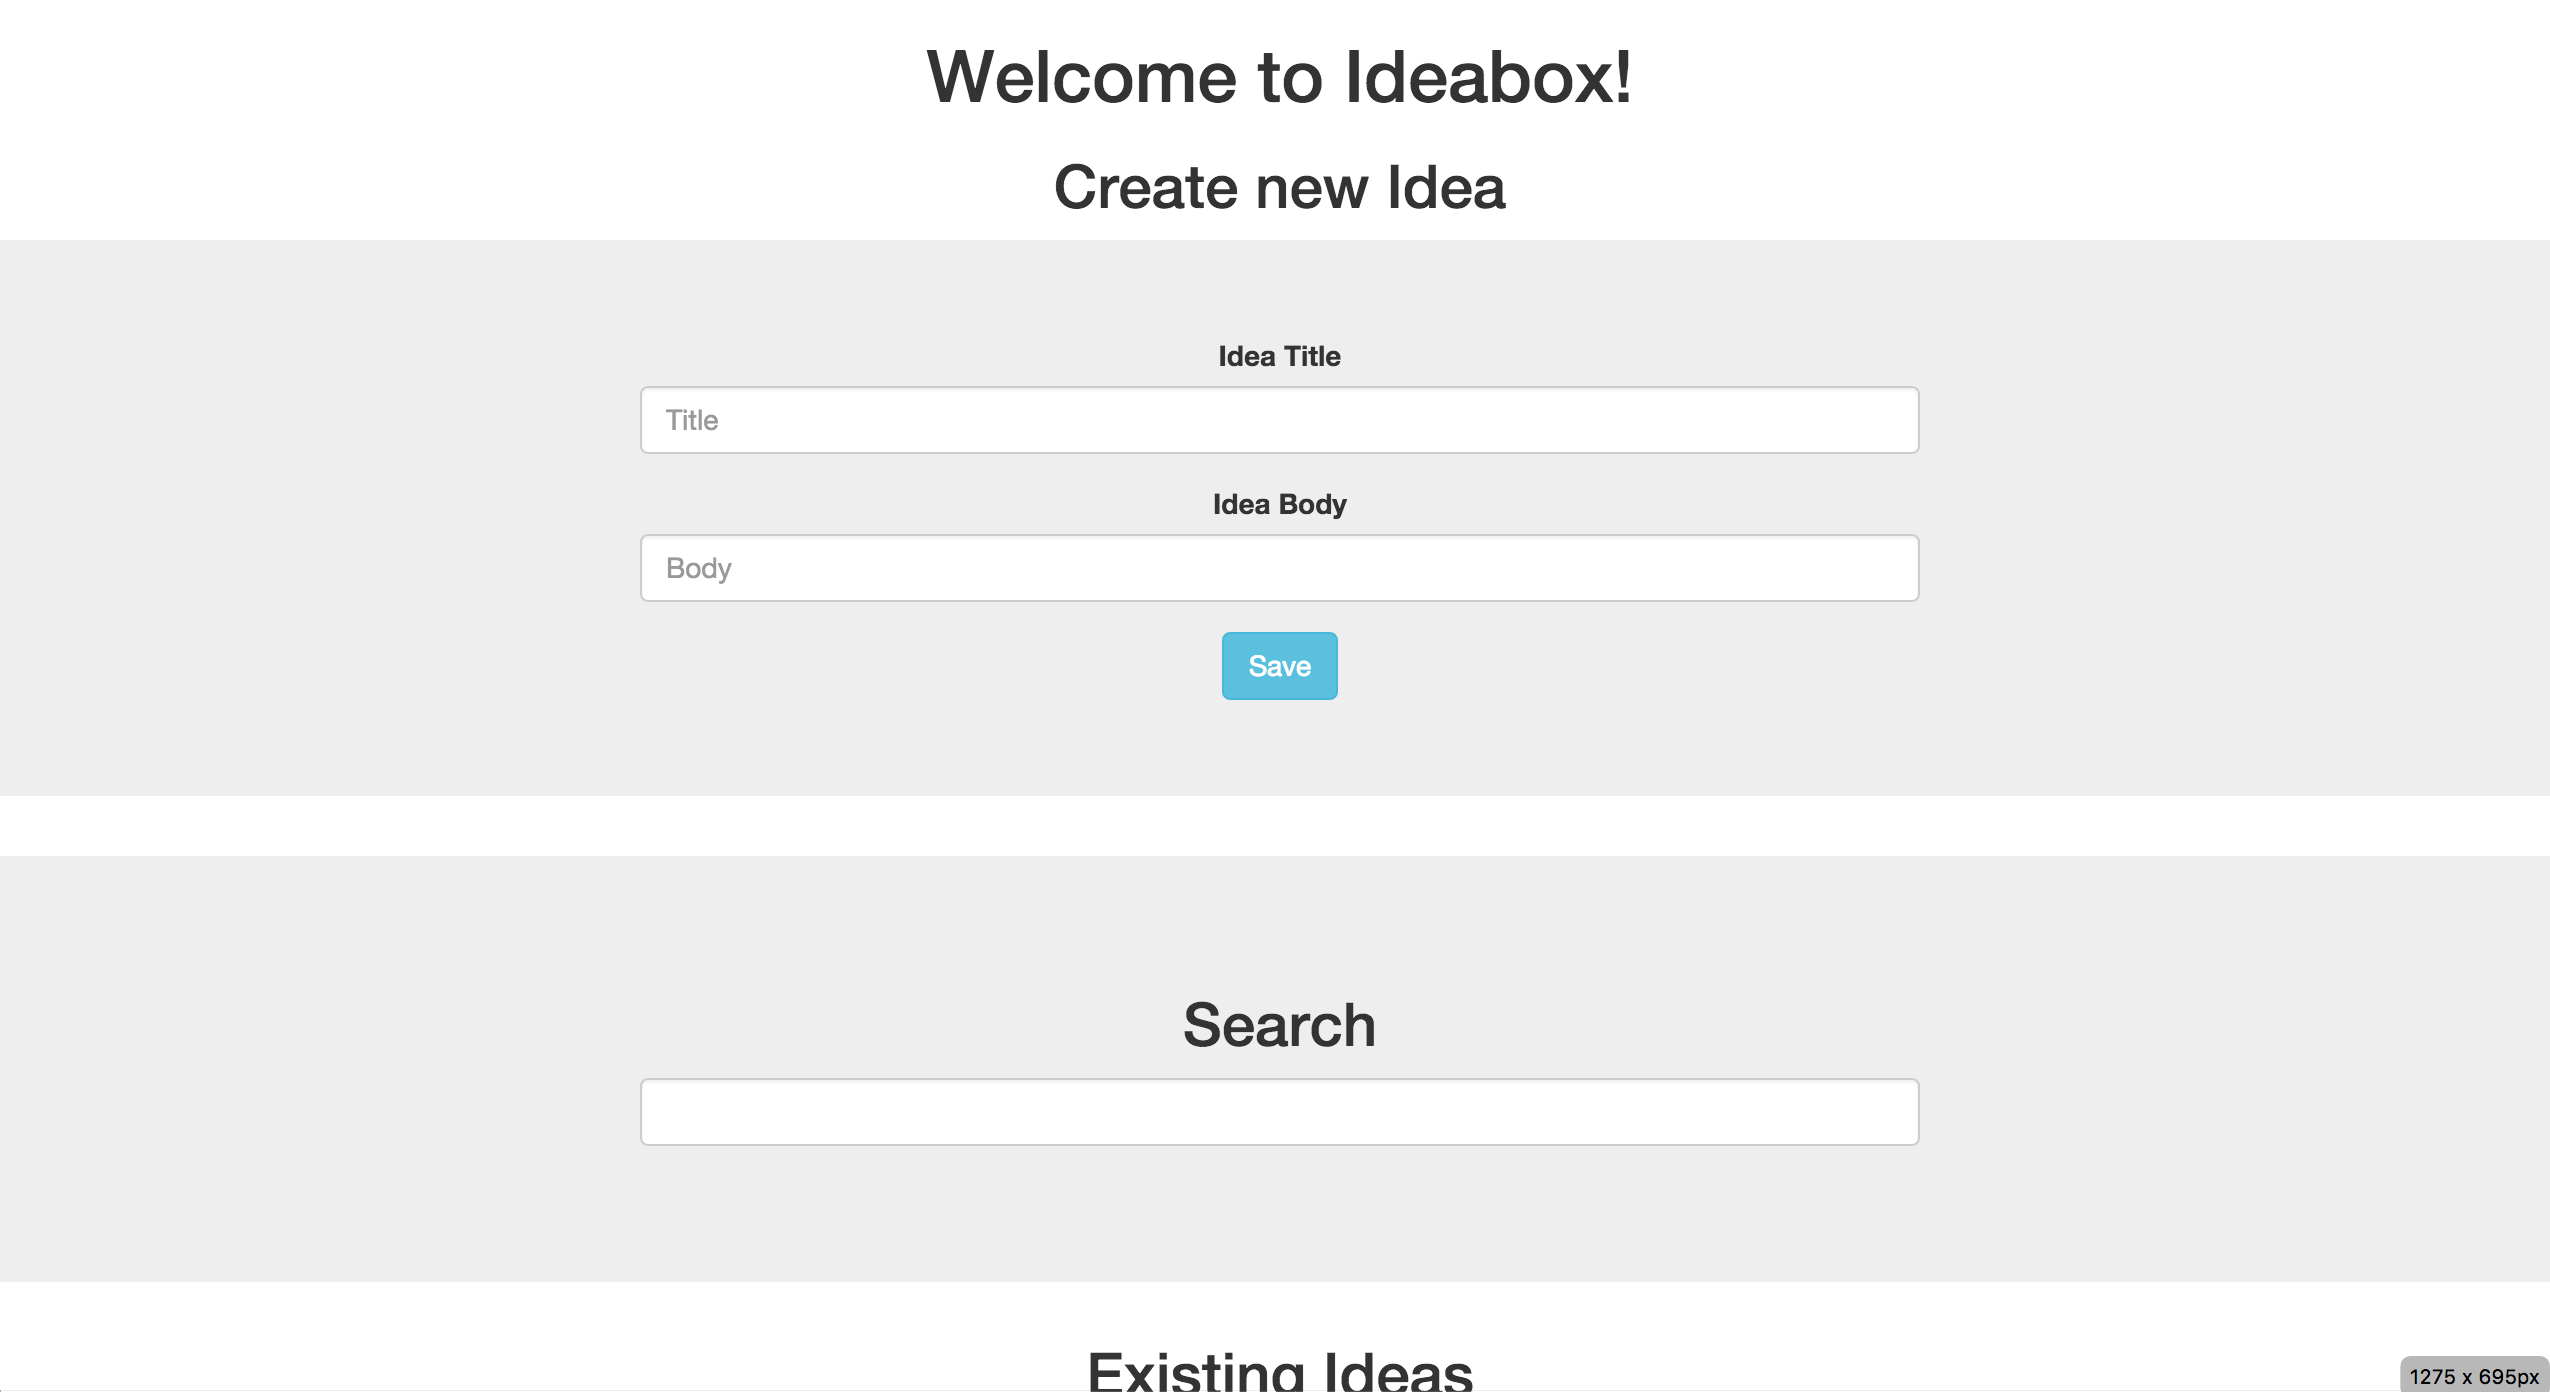 Welcome to Ideabox!
Create new Idea
Idea Title
Title
Idea Body
Body
Save
Search
Existing Ideas
1275 x 695px